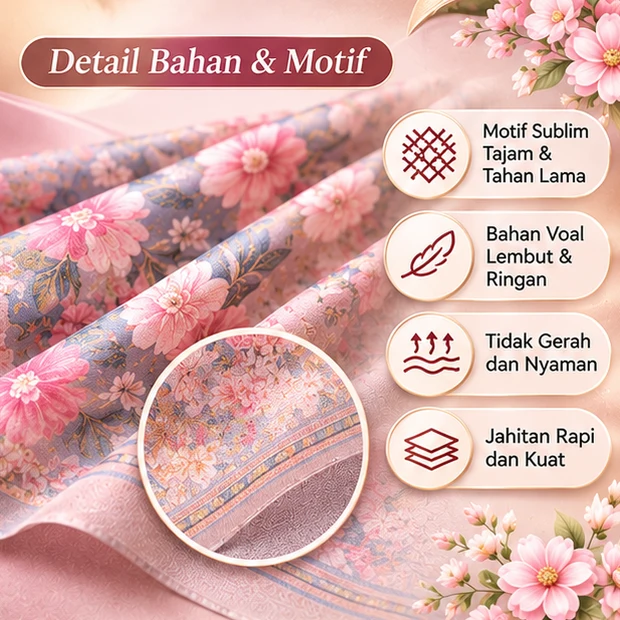 Detail Bahan & Motif
Motif Sublim
Tajam &
Tahan Lama
Bahan Voal
Lembut &
Ringan
Tidak Gerah
dan Nyaman
Jahitan Rapi
dan Kuat